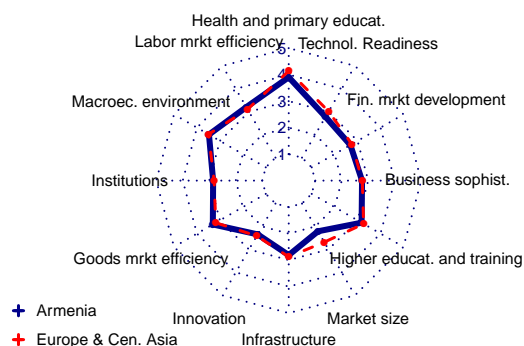 Health and primary educat.
Labor mrkt efficiency
5
Technol. Readiness
4
Macroec. environment
3
Fin. mrkt development
2
1
Institutions
Business sophist.
Goods mrkt efficiency
Higher educat. and training
Innovation
Market size
Infrastructure
Armenia
Europe & Cen. Asia